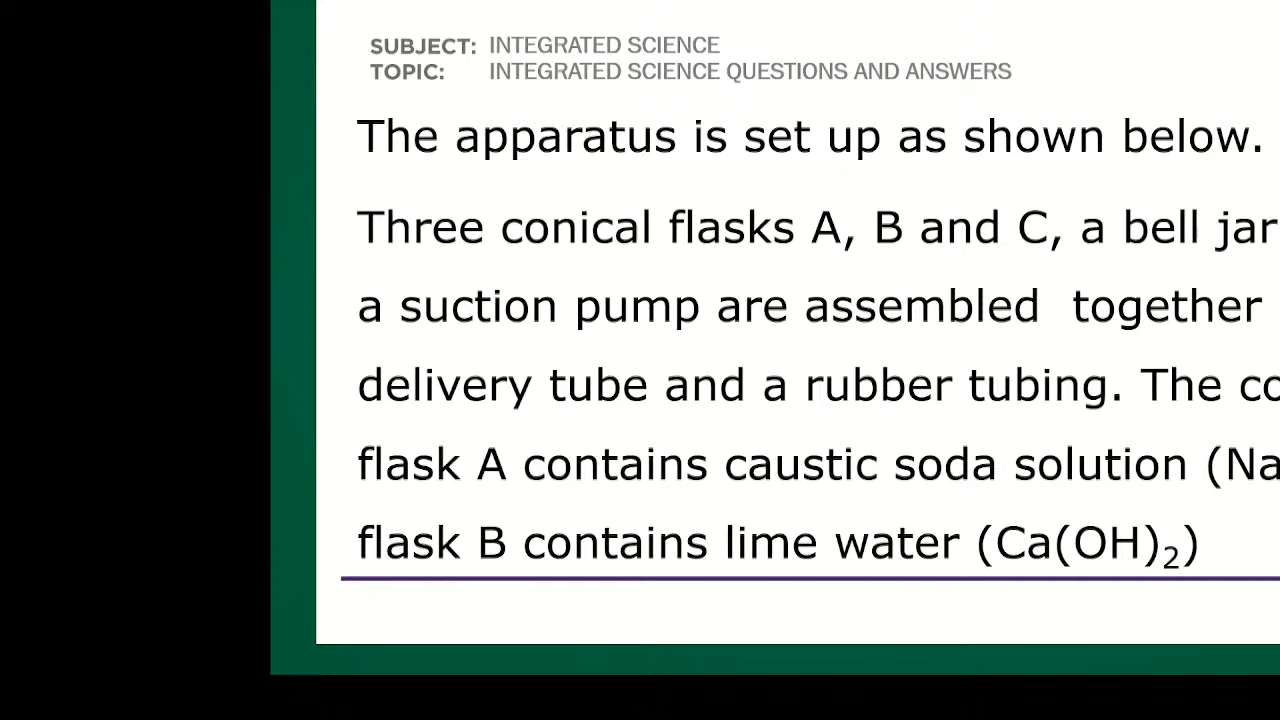 SUBJECT: INTEGRATED SCIENCE
TOPIC: INTEGRATED SCIENCE QUESTIONS AND ANSWERS
The apparatus is set up as shown below.
Three conical flasks A, B and C, a bell jar
a suction pump are assembled together
delivery tube and a rubber tubing. The
flask A contains caustic soda solution
flask B contains lime water (Ca(OH)₂)